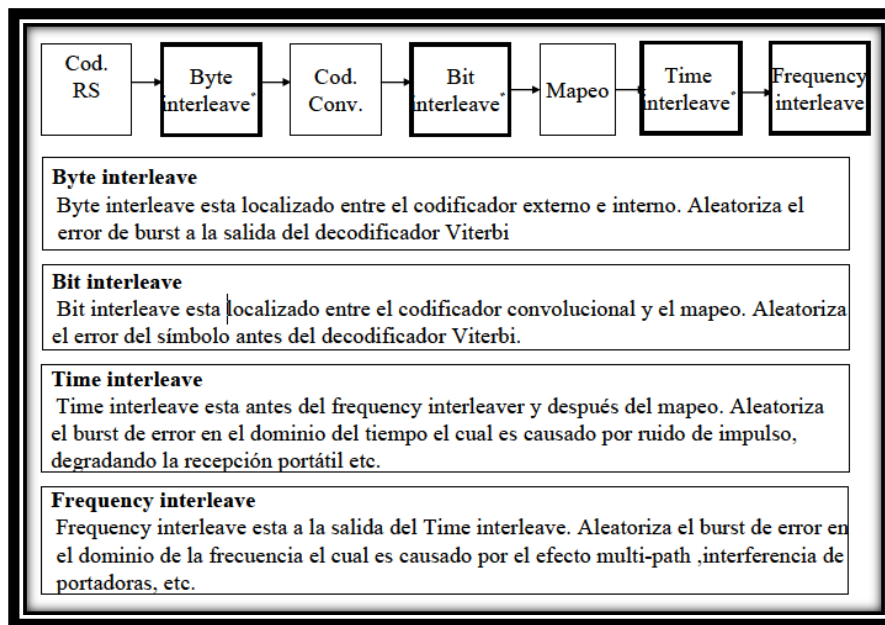 Cod.
RS
Byte
interleave*
Cod.
Conv.
Bit
interleave*
Mapeo
Time
interleave*
Frequency
interleave
Byte interleave
Byte interleave esta localizado entre el codificador externo e interno. Aleatoriza el
error de burst a la salida del decodificador Viterbi
Bit interleave
Bit interleave esta localizado entre el codificador convolucional y el mapeo. Aleatoriza
el error del símbolo antes del decodificador Viterbi.
Time interleave
Time interleave esta antes del frequency interleaver y después del mapeo. Aleatoriza
el burst de error en el dominio del tiempo el cual es causado por ruido de impulso,
degradando la recepción portátil etc.
Frequency interleave
Frequency interleave esta a la salida del Time interleave. Aleatoriza el burst de error en
el dominio de la frecuencia el cual es causado por el efecto multi-path ,interferencia de
portadoras, etc.